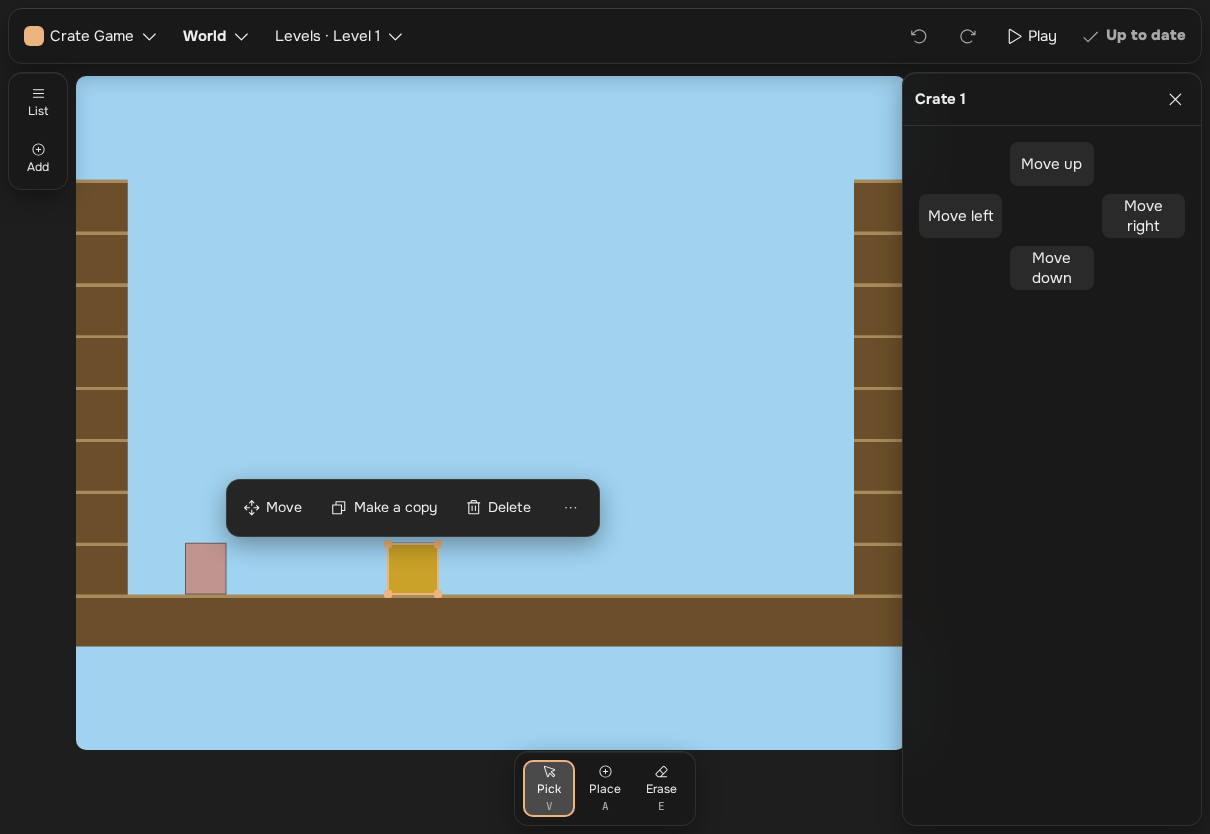 Crate Game
World
Levels · Level 1
Play
Up to date
List
Add
Crate 1
Move up
Move left
Move
right
Move
down
Move
Make a copy
Delete
...
Pick
V
Place
A
Erase
E